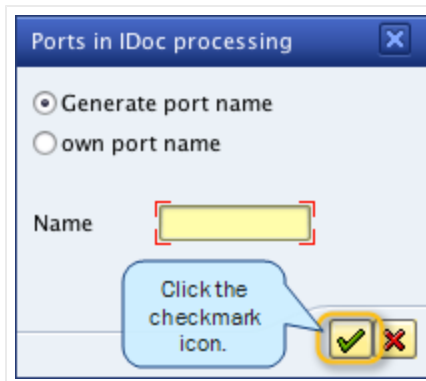 Ports in IDoc processing
Generate port name
own port name
Name
Click the
checkmark
icon.